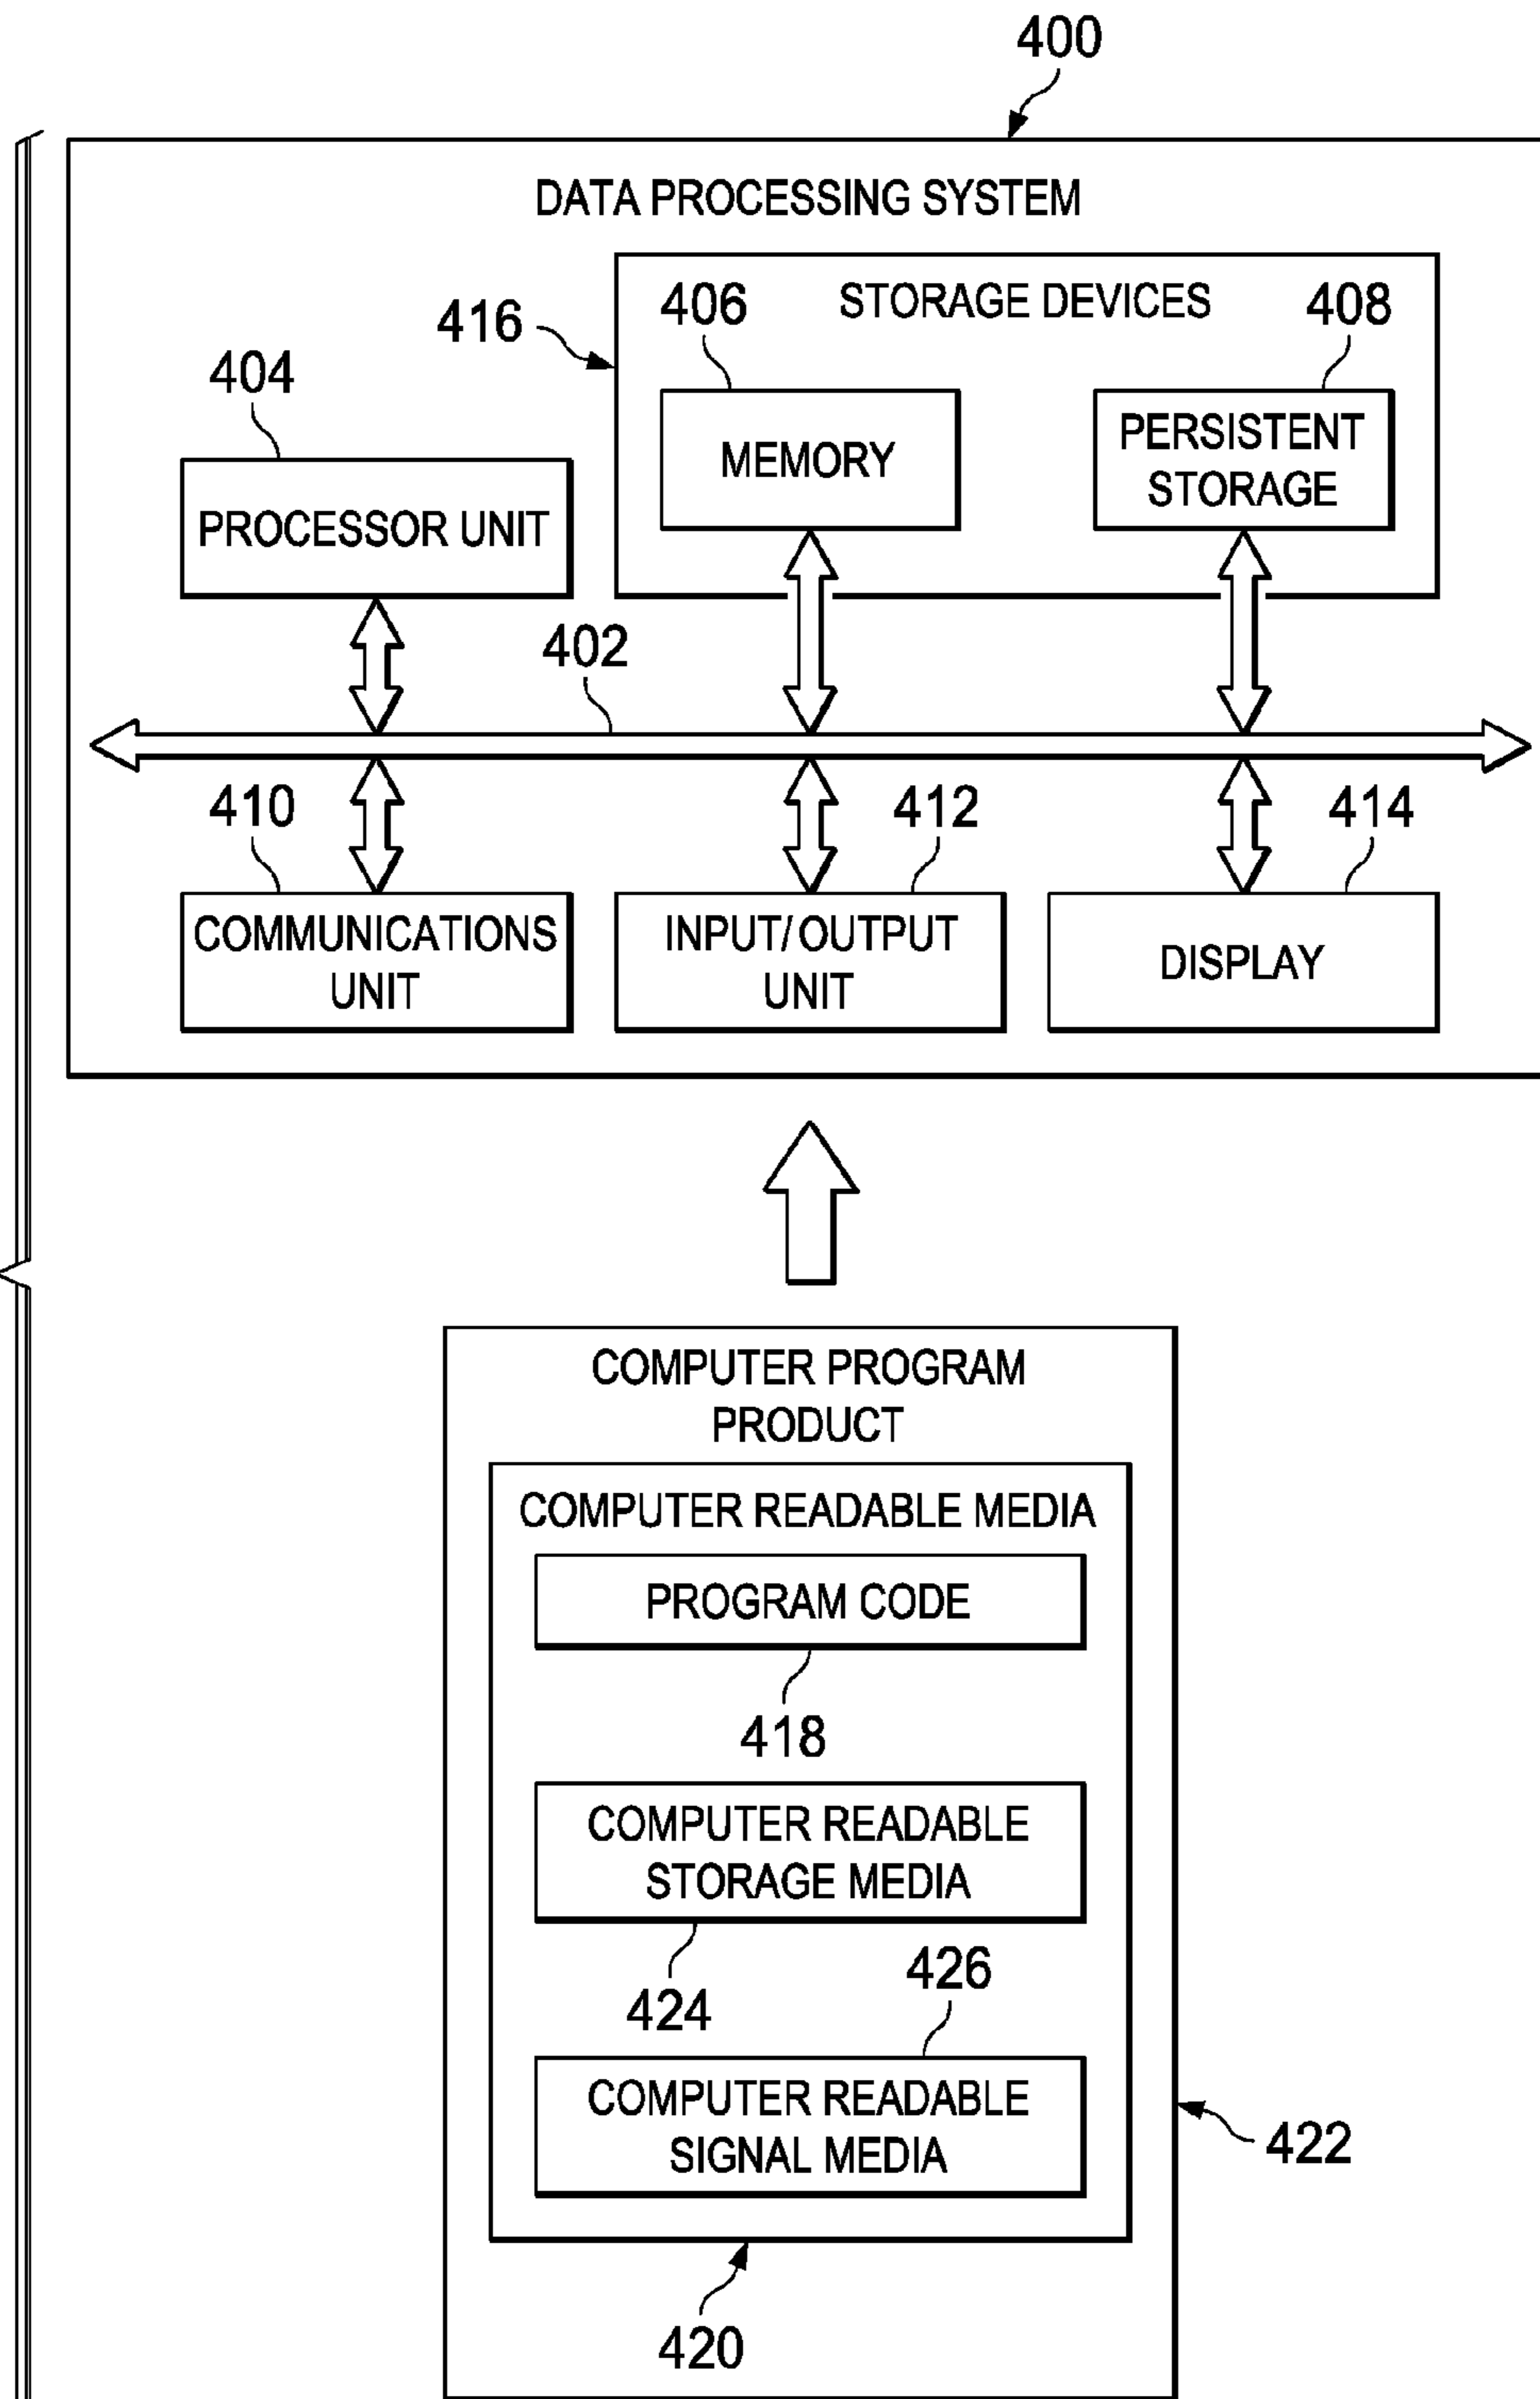 400
DATA PROCESSING SYSTEM
416
406
STORAGE DEVICES
408
404
MEMORY
PERSISTENT
STORAGE
PROCESSOR UNIT
402
410
412
414
COMMUNICATIONS
UNIT
INPUT/OUTPUT
UNIT
DISPLAY
COMPUTER PROGRAM
PRODUCT
COMPUTER READABLE MEDIA
PROGRAM CODE
418
COMPUTER READABLE
STORAGE MEDIA
424
426
COMPUTER READABLE
SIGNAL MEDIA
422
420